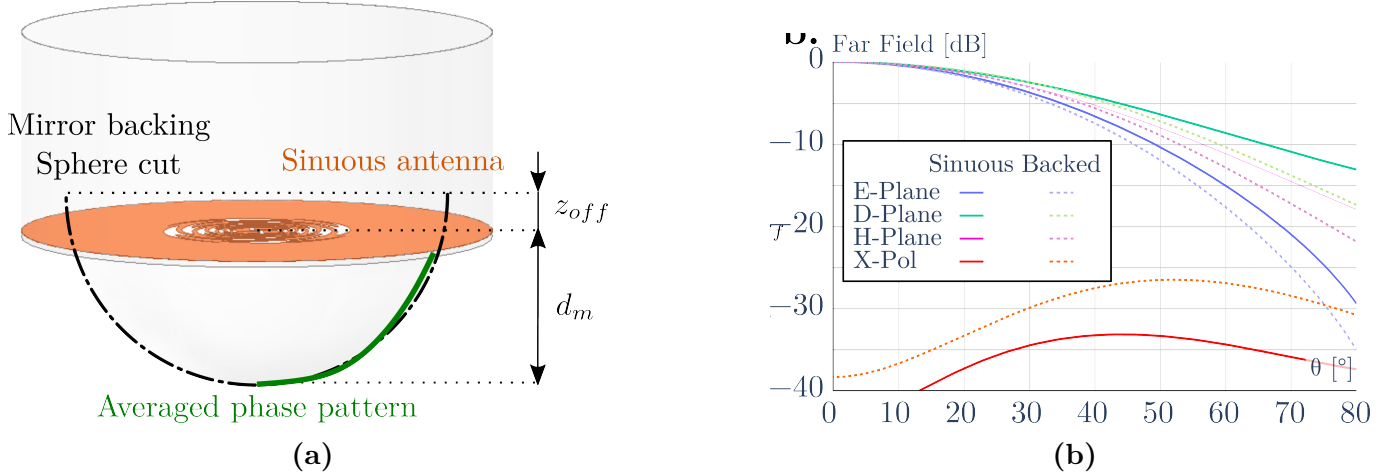 Mirror backing
Sphere cut
Sinuous antenna
z_off
d_m
Averaged phase pattern
(a)
b.
Far Field [dB]
0
−10
−20
−30
−40
f
Sinuous Backed
E-Plane
D-Plane
H-Plane
X-Pol
θ [°]
0 10 20 30 40 50 60 70 80
(b)